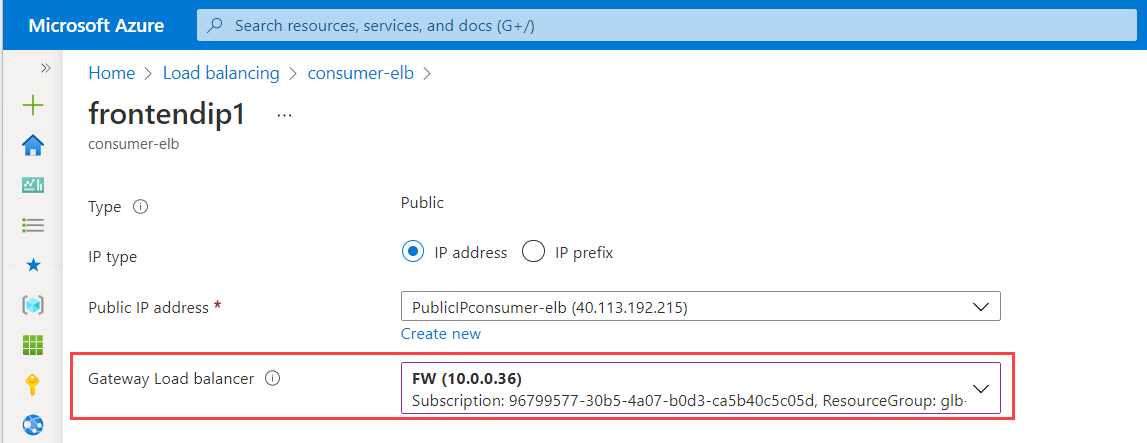 Microsoft Azure
Search resources, services, and docs (G+/)
Home > Load balancing > consumer-elb >
frontendip1 ...
consumer-elb
Type
Public
IP type
IP address
IP prefix
Public IP address *
PublicIPconsumer-elb (40.113.192.215)
Create new
Gateway Load balancer
FW (10.0.0.36)
Subscription: 96799577-30b5-4a07-b0d3-ca5b40c5c05d, ResourceGroup: glb-